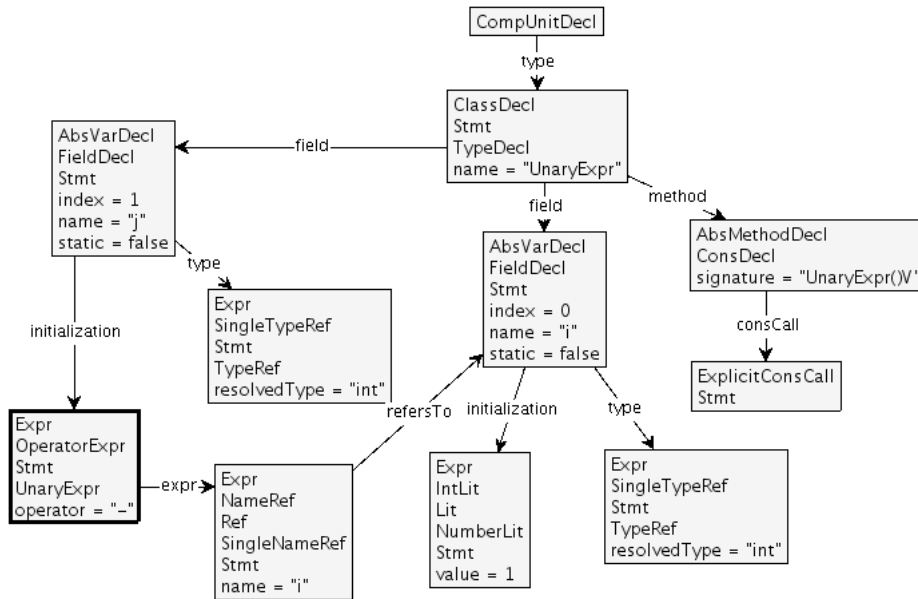 CompUnitDecl
type
ClassDecl
Stmt
TypeDecl
name = "UnaryExpr"
field
AbsVarDecl
FieldDecl
Stmt
index = 1
name = "j"
static = false
field
method
AbsMethodDecl
ConsDecl
signature = "UnaryExpr()V"
AbsVarDecl
FieldDecl
Stmt
index = 0
name = "i"
static = false
type
Expr
SingleTypeRef
Stmt
TypeRef
resolvedType = "int"
initialization
consCall
ExplicitConsCall
Stmt
refersTo
initialization
type
Expr
OperatorExpr
Stmt
UnaryExpr
operator = "-"
expr
Expr
NameRef
Ref
SingleNameRef
Stmt
name = "i"
Expr
IntLit
Lit
NumberLit
Stmt
value = 1
Expr
SingleTypeRef
Stmt
TypeRef
resolvedType = "int"